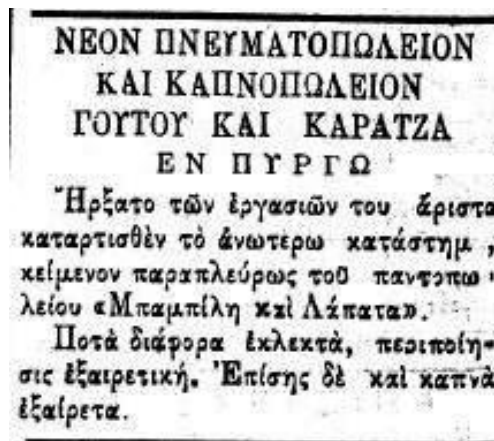 ΝΕΟΝ ΠΝΕΥΜΑΤΟΠΩΛΕΙΟΝ
ΚΑΙ ΚΑΠΝΟΠΩΛΕΙΟΝ
ΓΟΥΤΟΥ ΚΑΙ ΚΑΡΑΤΖΑ
ΕΝ ΠΥΡΓΩ
Ἤρξατο τῶν ἐργασιῶν του ἄριστα
καταρτισθὲν τὸ ἀνωτέρω κατάστημ ,
κείμενον παραπλεύρως τοῦ παντοπω-
λείου «Μπαμπίλη καὶ Λάπατα».
Ποτὰ διάφορα ἐκλεκτά, περιποίη-
σις ἐξαιρετική. Ἐπίσης δὲ καὶ καπνὰ
ἐξαίρετα.